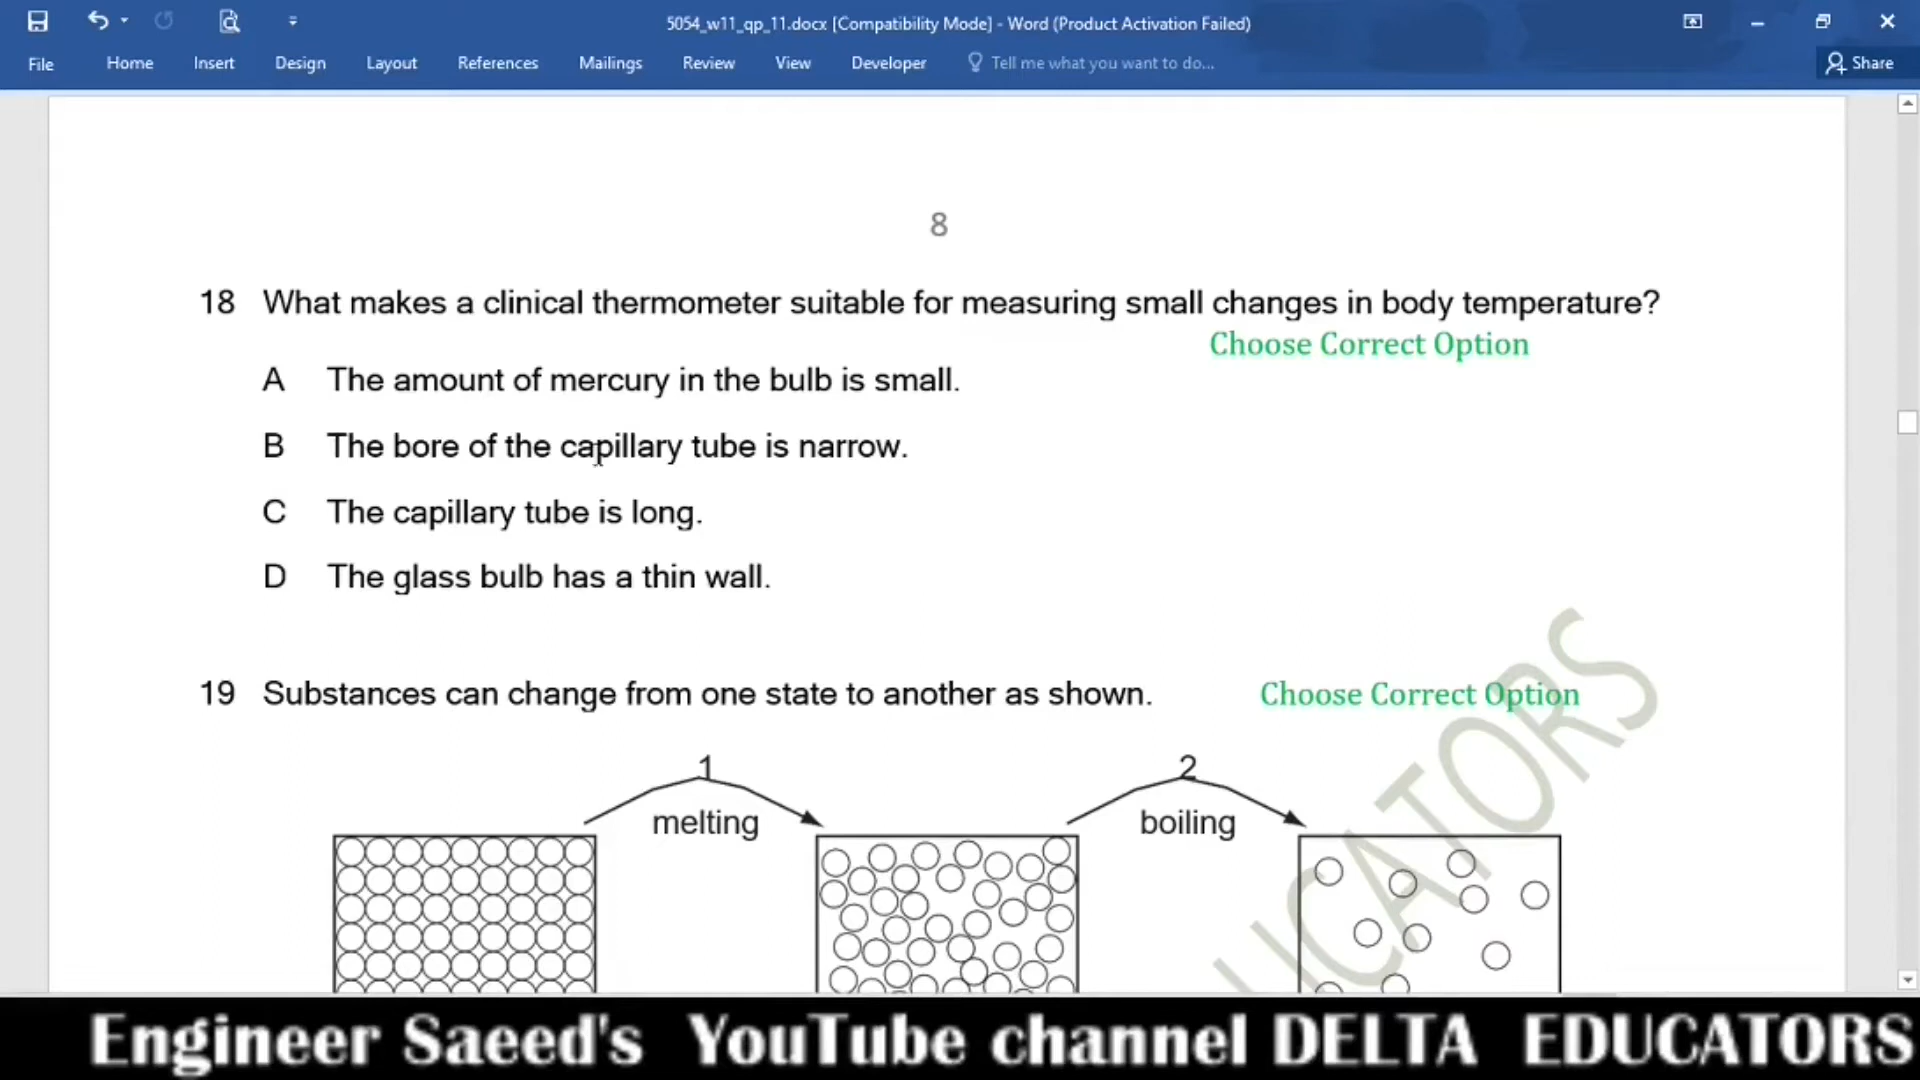 5054_w11_qp_11.docx [Compatibility Mode] - Word (Product Activation Failed)
File Home Insert Design Layout References Mailings Review View Developer Tell me what you want to do... Share
8
18 What makes a clinical thermometer suitable for measuring small changes in body temperature?
Choose Correct Option
A The amount of mercury in the bulb is small.
B The bore of the capillary tube is narrow.
C The capillary tube is long.
D The glass bulb has a thin wall.
19 Substances can change from one state to another as shown. Choose Correct Option
1 2
melting boiling
UCATORS
Engineer Saeed's YouTube channel DELTA EDUCATORS